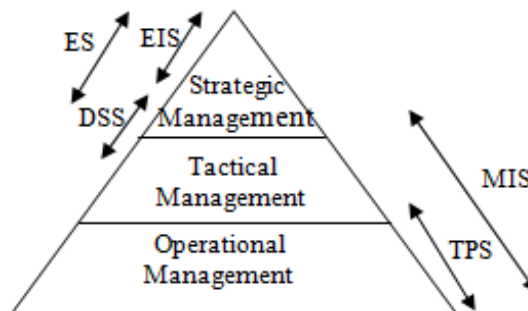 ES
EIS
DSS
Strategic
Management
Tactical
Management
Operational
Management
MIS
TPS